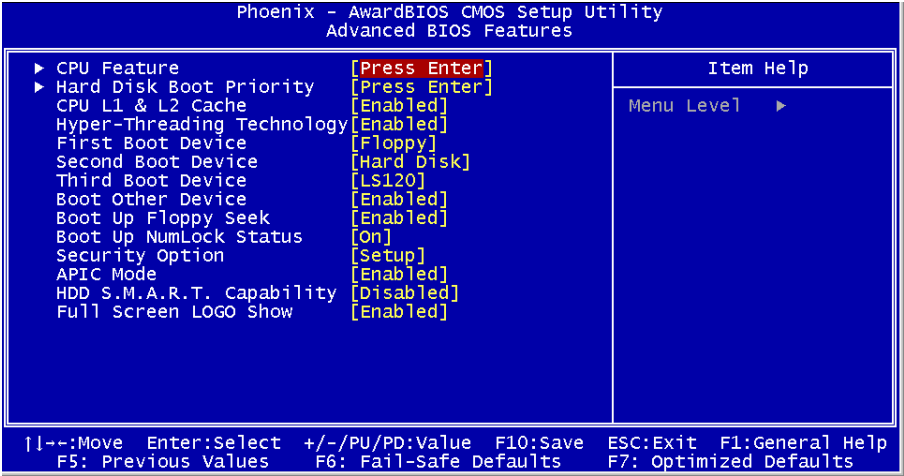 Phoenix - AwardBIOS CMOS Setup Utility
Advanced BIOS Features
▶ CPU Feature [Press Enter]
▶ Hard Disk Boot Priority [Press Enter]
CPU L1 & L2 Cache [Enabled]
Hyper-Threading Technology[Enabled]
First Boot Device [Floppy]
Second Boot Device [Hard Disk]
Third Boot Device [LS120]
Boot Other Device [Enabled]
Boot Up Floppy Seek [Enabled]
Boot Up NumLock Status [On]
Security Option [Setup]
APIC Mode [Enabled]
HDD S.M.A.R.T. Capability [Disabled]
Full Screen LOGO Show [Enabled]
Item Help
Menu Level ▶
↑↓→←:Move Enter:Select +/-/PU/PD:Value F10:Save ESC:Exit F1:General Help
F5: Previous Values F6: Fail-Safe Defaults F7: Optimized Defaults